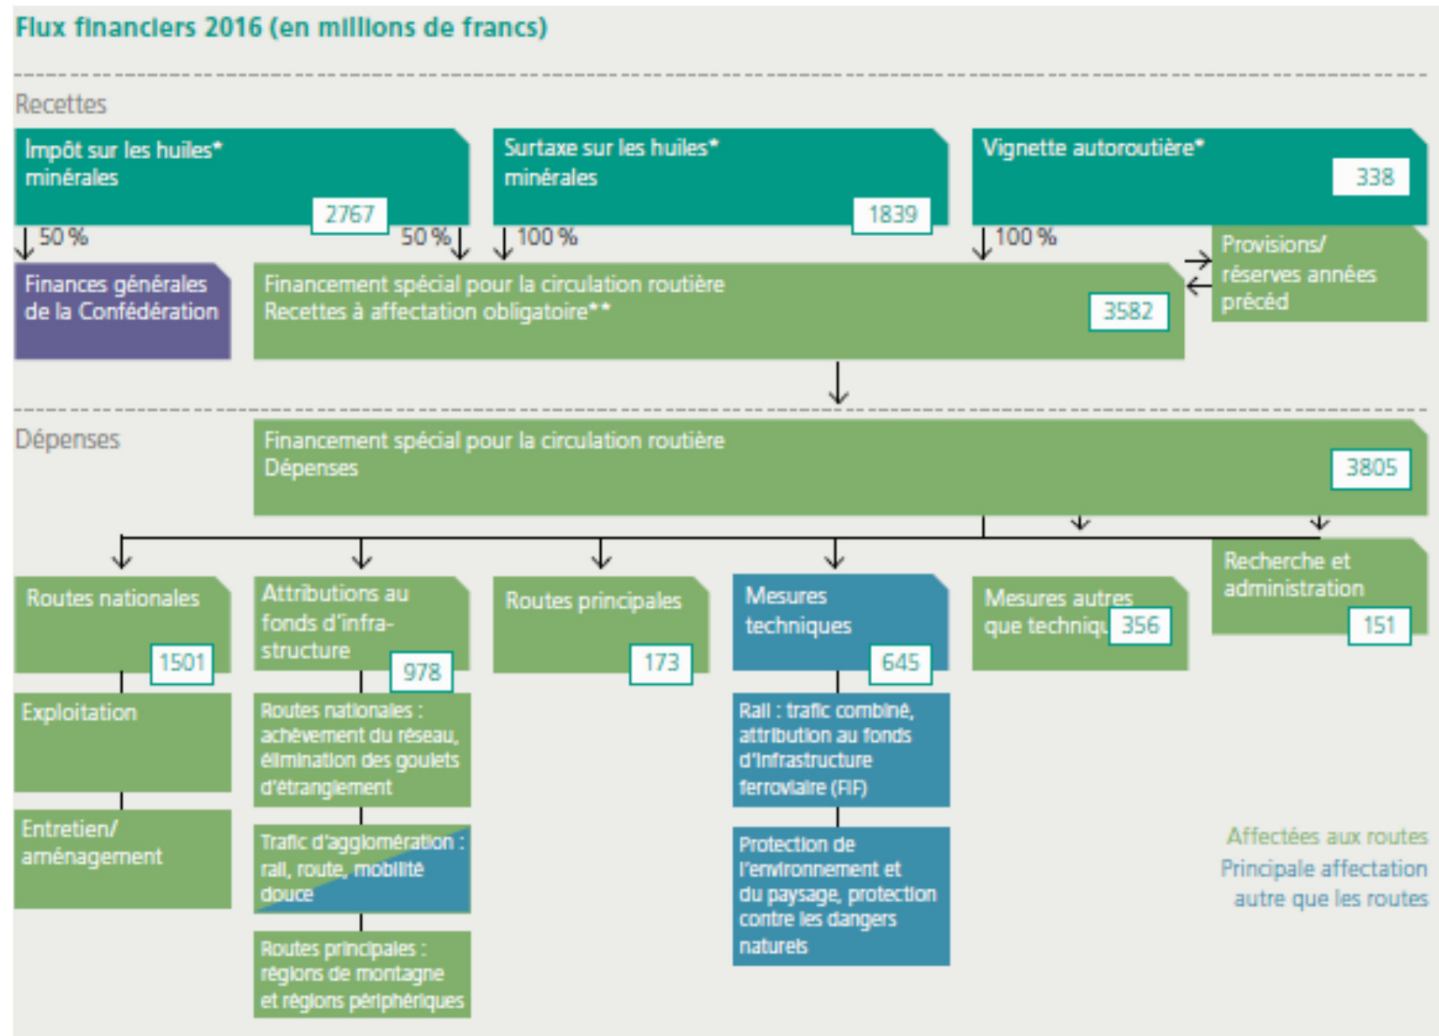 Flux financiers 2016 (en millions de francs)
Recettes
Impôt sur les huiles*
minérales
2767
Surtaxe sur les huiles*
minérales
1839
Vignette autoroutière*
338
50 %
50 %
100 %
100 %
Finances générales
de la Confédération
Financement spécial pour la circulation routière
Recettes à affectation obligatoire**
3582
Provisions/
réserves années
précéd
Dépenses
Financement spécial pour la circulation routière
Dépenses
3805
Routes nationales
1501
Exploitation
Entretien/
aménagement
Attributions au
fonds d'infra-
structure
978
Routes nationales :
achèvement du réseau,
élimination des goulets
d'étranglement
Trafic d'agglomération :
rail, route, mobilité
douce
Routes principales :
régions de montagne
et régions périphériques
Routes principales
173
Mesures
techniques
645
Rail : trafic combiné,
attribution au fonds
d'infrastructure
ferroviaire (FIF)
Protection de
l'environnement et
du paysage, protection
contre les dangers
naturels
Mesures autres
que techniqu
356
Recherche et
administration
151
Affectées aux routes
Principale affectation
autre que les routes